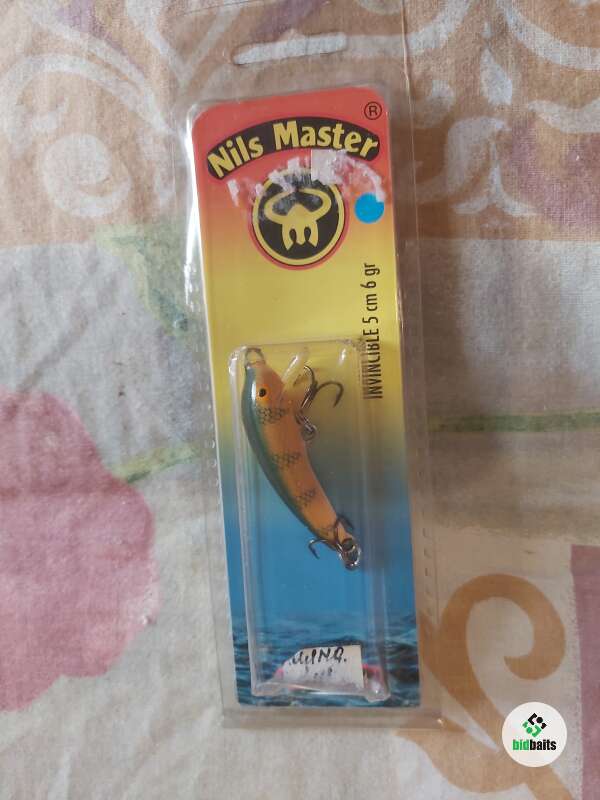 Nils Master
®
INVINCIBLE 5 cm 6 gr
bidbaits